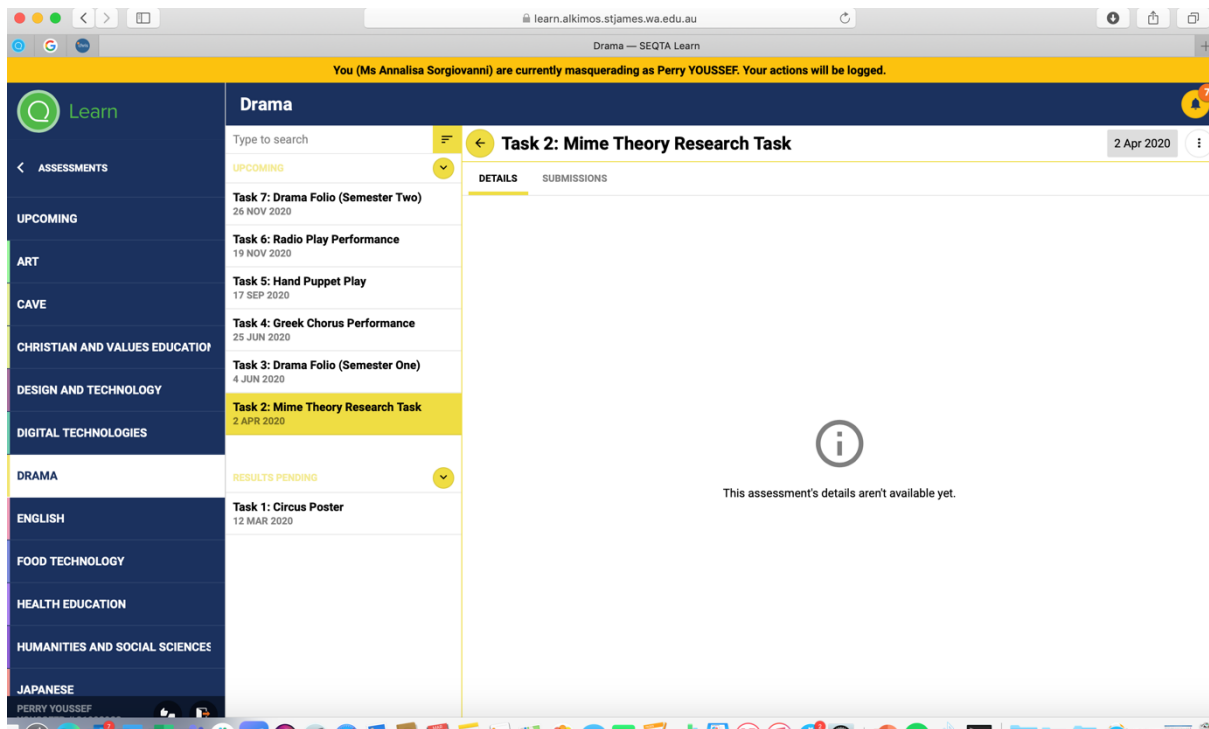 learn.alkimos.stjames.wa.edu.au
Drama — SEQTA Learn
You (Ms Annalisa Sorgiovanni) are currently masquerading as Perry YOUSSEF. Your actions will be logged.
Learn
ASSESSMENTS
UPCOMING
ART
CAVE
CHRISTIAN AND VALUES EDUCATION
DESIGN AND TECHNOLOGY
DIGITAL TECHNOLOGIES
DRAMA
ENGLISH
FOOD TECHNOLOGY
HEALTH EDUCATION
HUMANITIES AND SOCIAL SCIENCES
JAPANESE
PERRY YOUSSEF
Drama
7
Type to search
UPCOMING
Task 7: Drama Folio (Semester Two)
26 NOV 2020
Task 6: Radio Play Performance
19 NOV 2020
Task 5: Hand Puppet Play
17 SEP 2020
Task 4: Greek Chorus Performance
25 JUN 2020
Task 3: Drama Folio (Semester One)
4 JUN 2020
Task 2: Mime Theory Research Task
2 APR 2020
RESULTS PENDING
Task 1: Circus Poster
12 MAR 2020
Task 2: Mime Theory Research Task
2 Apr 2020
DETAILS
SUBMISSIONS
This assessment's details aren't available yet.